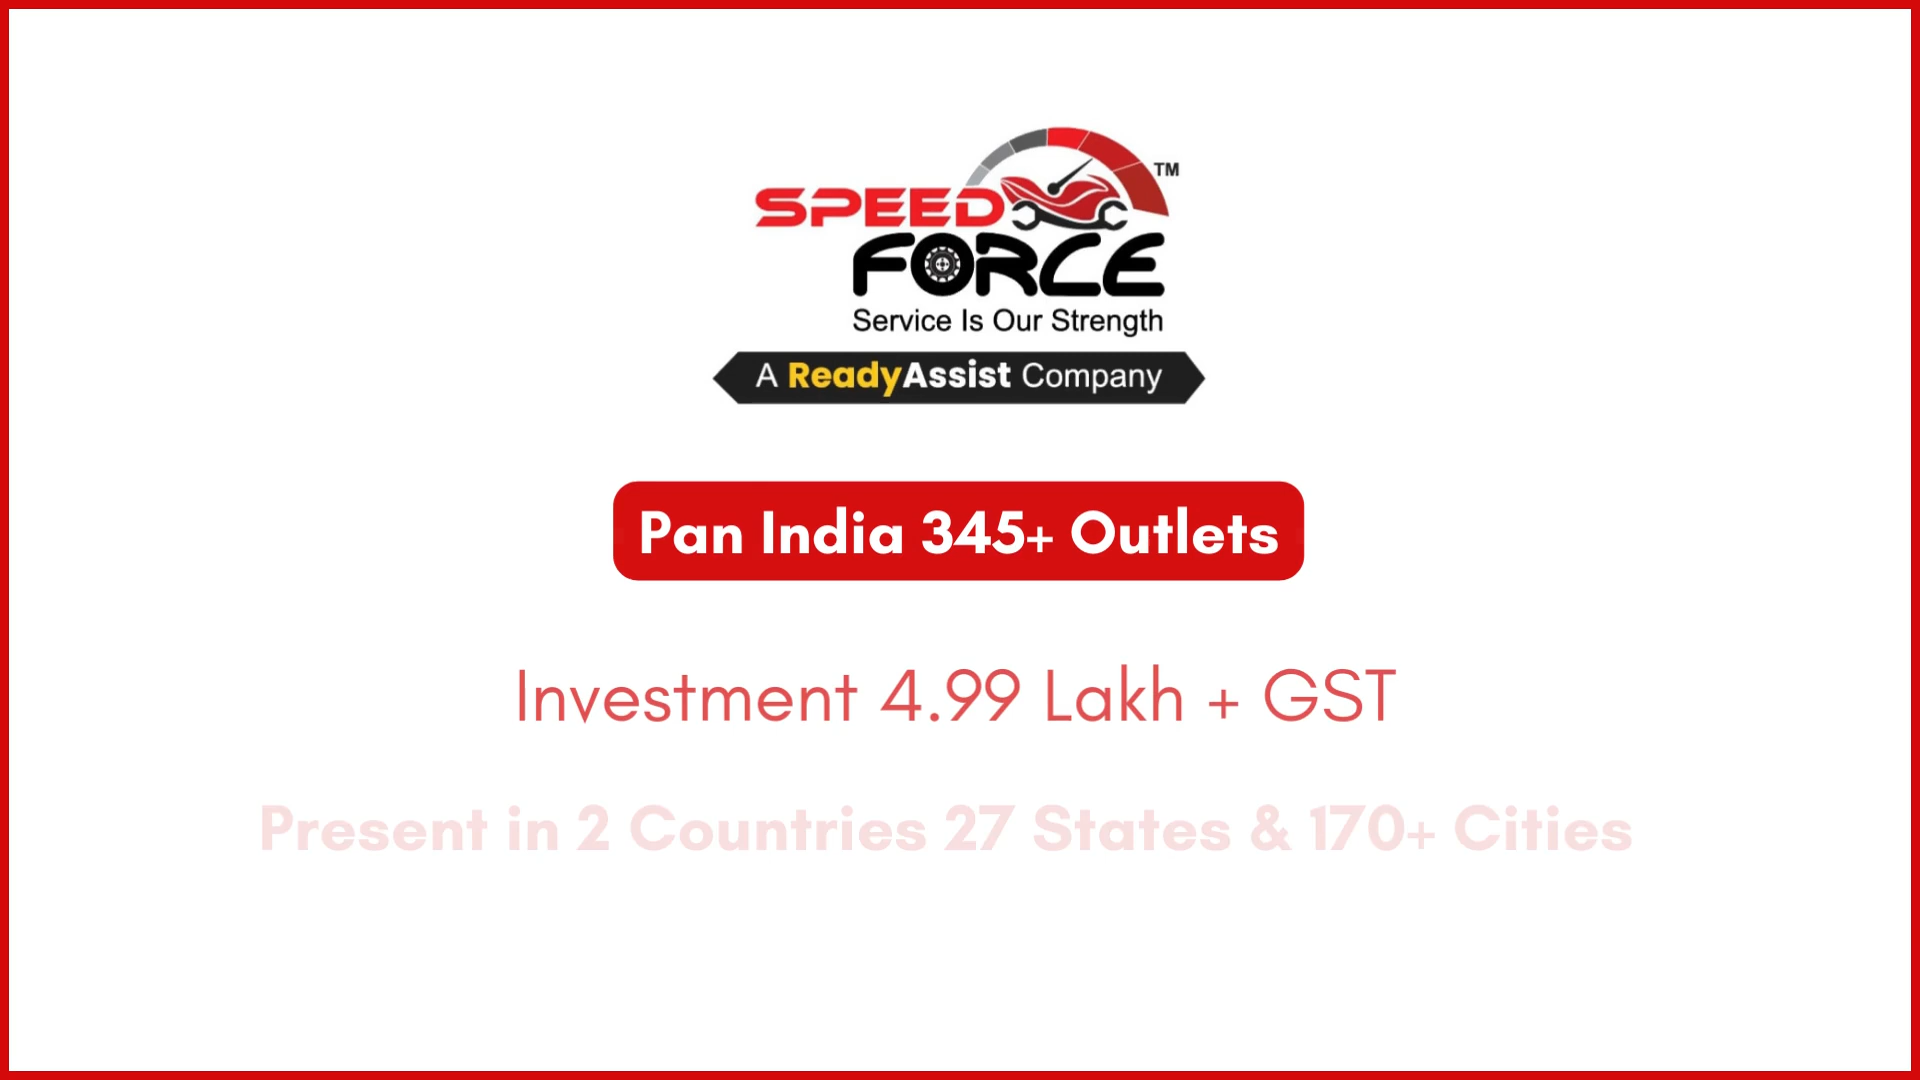 SPEED
TM
FORCE
Service Is Our Strength
A ReadyAssist Company
Pan India 345+ Outlets
Investment 4.99 Lakh + GST
Present in 2 Countries 27 States & 170+ Cities